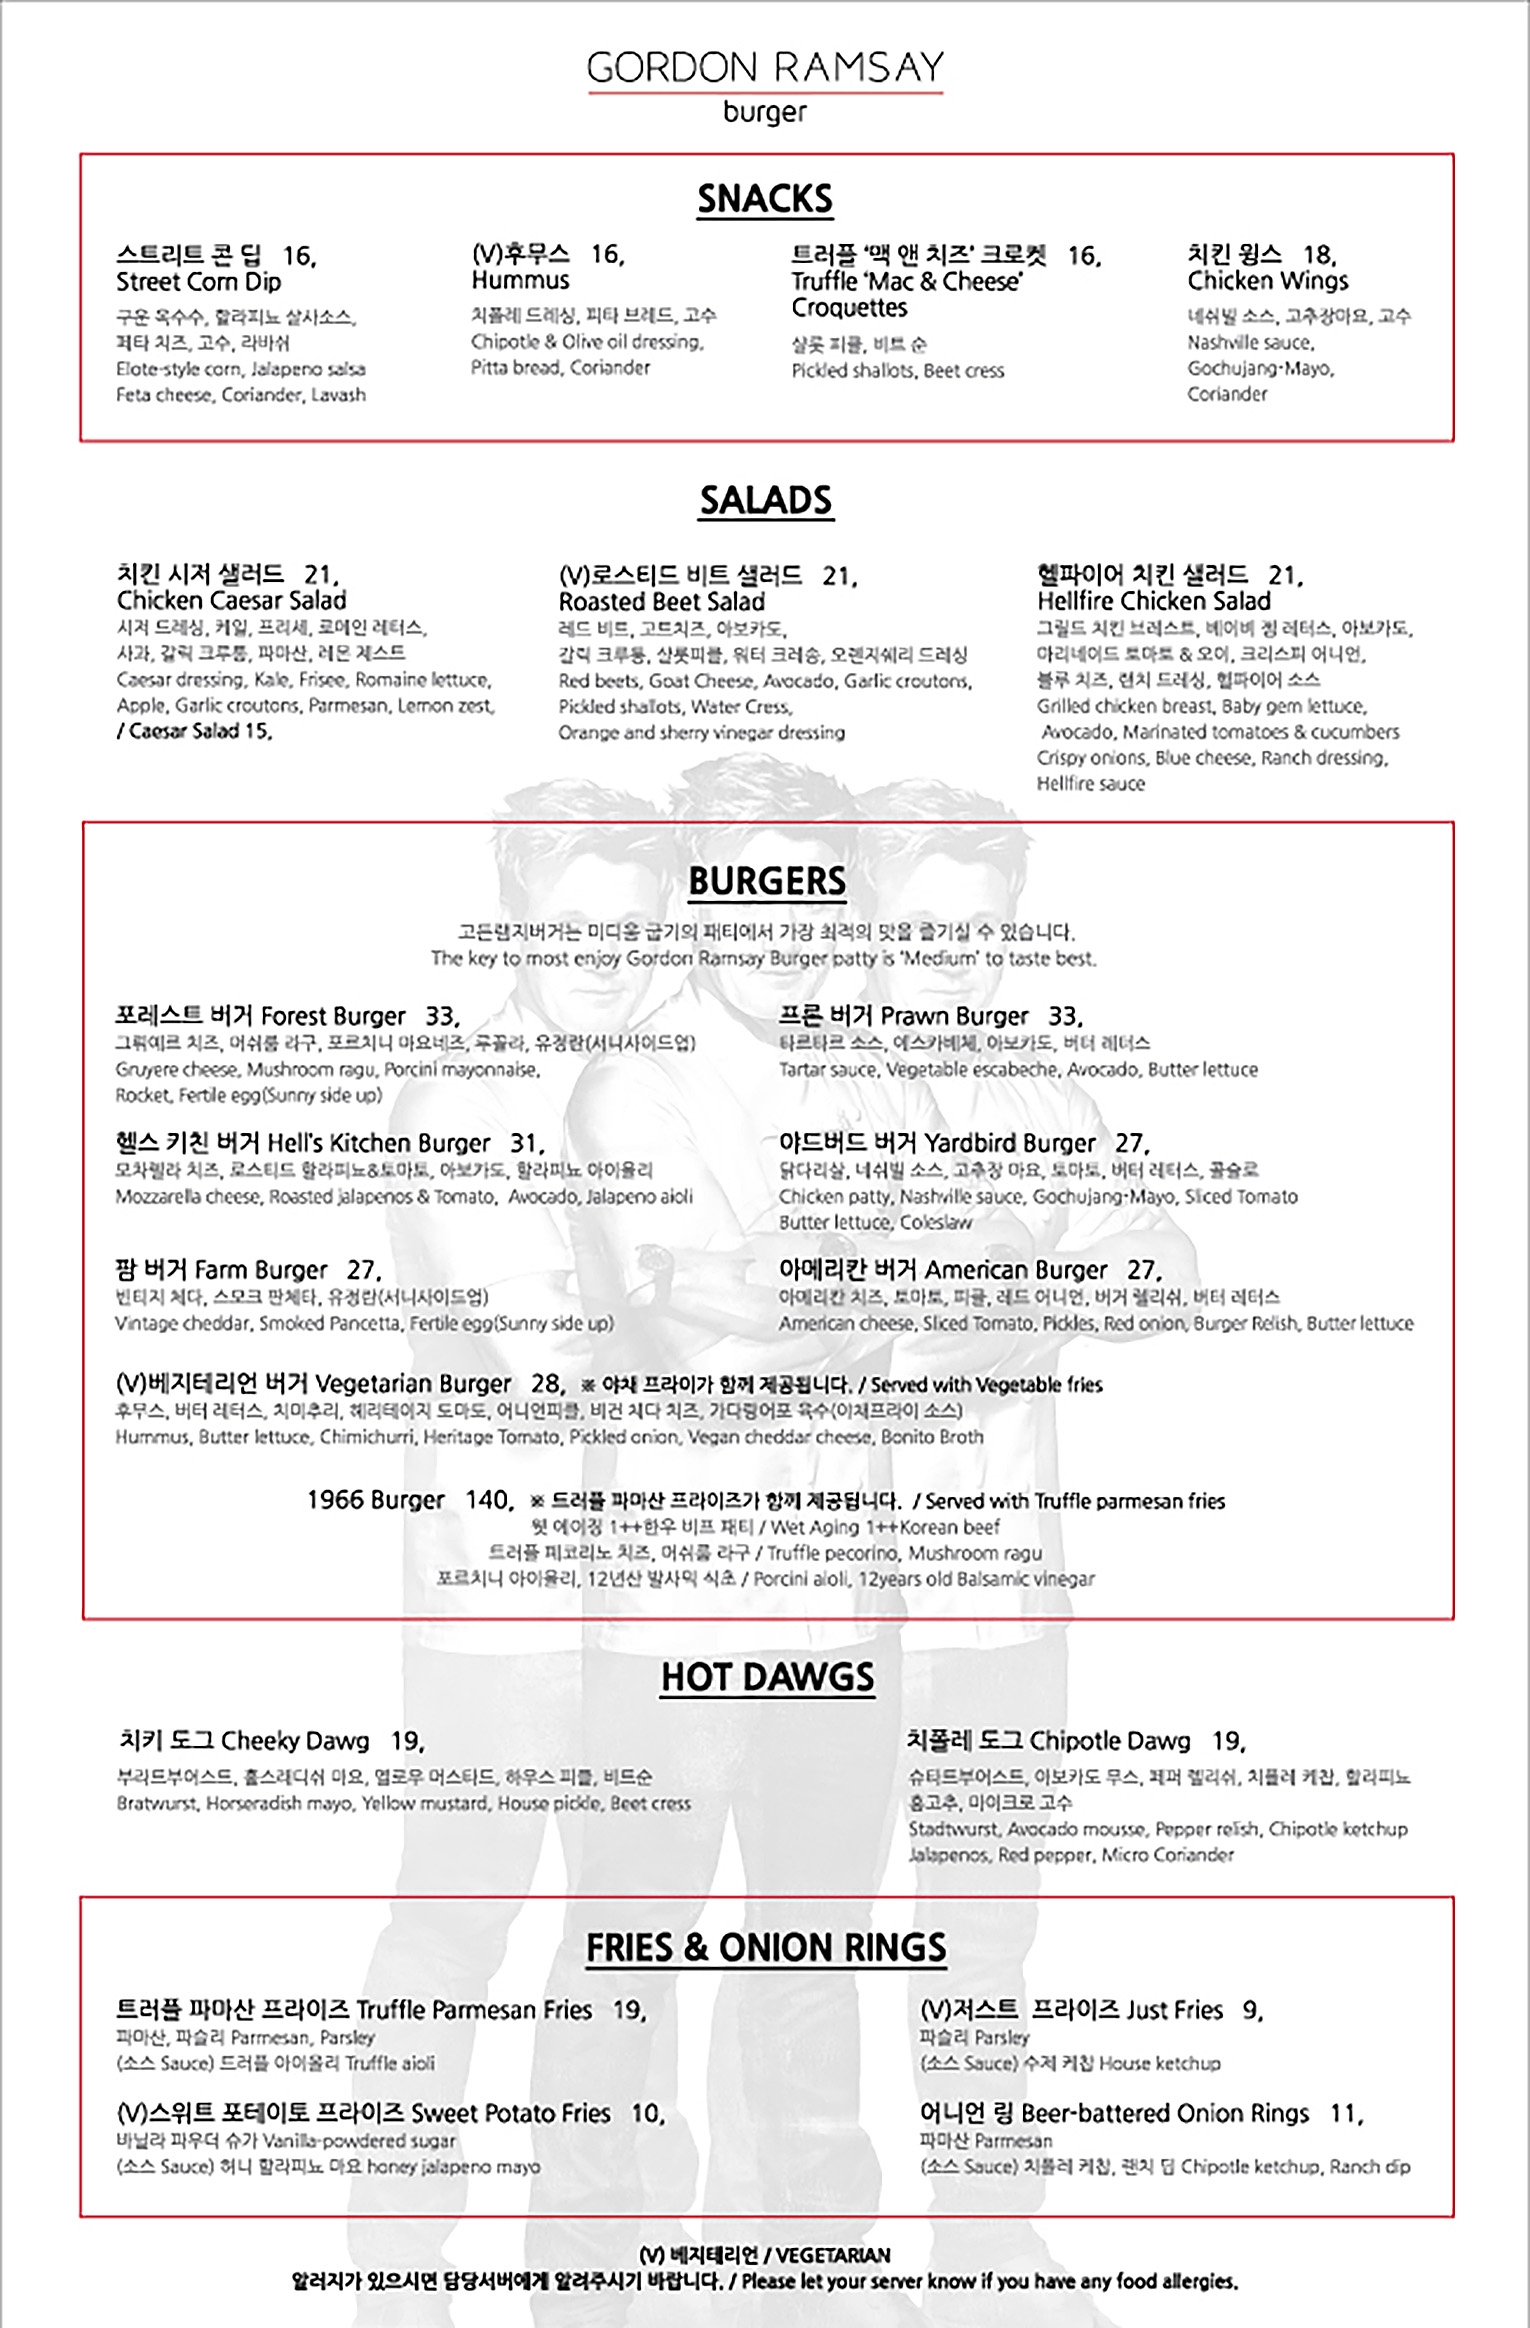 GORDON RAMSAY
burger
SNACKS
스트리트 콘 딥 16,
Street Corn Dip
구운 옥수수, 할라피뇨 살사소스,
페타 치즈, 고수, 라바쉬
Elote-style corn, Jalapeno salsa
Feta cheese, Coriander, Lavash
(V)후무스 16,
Hummus
치폴레 드레싱, 피타 브레드, 고수
Chipotle & Olive oil dressing,
Pitta bread, Coriander
트러플 ‘맥 앤 치즈’ 크로켓 16,
Truffle ‘Mac & Cheese’
Croquettes
샬롯 피클, 비트 순
Pickled shallots, Beet cress
치킨 윙스 18,
Chicken Wings
네쉬빌 소스, 고추장마요, 고수
Nashville sauce,
Gochujang-Mayo,
Coriander
SALADS
치킨 시저 샐러드 21,
Chicken Caesar Salad
시저 드레싱, 케일, 프리세, 로메인 레터스,
사과, 갈릭 크루통, 파마산, 레몬 제스트
Caesar dressing, Kale, Frisee, Romaine lettuce,
Apple, Garlic croutons, Parmesan, Lemon zest,
/ Caesar Salad 15,
(V)로스티드 비트 샐러드 21,
Roasted Beet Salad
레드 비트, 고트치즈, 아보카도,
갈릭 크루통, 샬롯피클, 워터 크레송, 오렌지쉐리 드레싱
Red beets, Goat Cheese, Avocado, Garlic croutons,
Pickled shallots, Water Cress,
Orange and sherry vinegar dressing
헬파이어 치킨 샐러드 21,
Hellfire Chicken Salad
그릴드 치킨 브레스트, 베이비 젬 레터스, 아보카도,
마리네이드 토마토 & 오이, 크리스피 어니언,
블루 치즈, 랜치 드레싱, 헬파이어 소스
Grilled chicken breast, Baby gem lettuce,
Avocado, Marinated tomatoes & cucumbers
Crispy onions, Blue cheese, Ranch dressing,
Hellfire sauce
BURGERS
고든램지버거는 미디움 굽기의 패티에서 가장 최적의 맛을 즐기실 수 있습니다.
The key to most enjoy Gordon Ramsay Burger patty is ‘Medium’ to taste best.
포레스트 버거 Forest Burger 33,
그뤼에르 치즈, 머쉬룸 라구, 포르치니 마요네즈, 루꼴라, 유정란(서니사이드업)
Gruyere cheese, Mushroom ragu, Porcini mayonnaise,
Rocket, Fertile egg(Sunny side up)
프론 버거 Prawn Burger 33,
타르타르 소스, 에스카베체, 아보카도, 버터 레터스
Tartar sauce, Vegetable escabeche, Avocado, Butter lettuce
헬스 키친 버거 Hell's Kitchen Burger 31,
모차렐라 치즈, 로스티드 할라피뇨&토마토, 아보카도, 할라피뇨 아이올리
Mozzarella cheese, Roasted jalapenos & Tomato, Avocado, Jalapeno aioli
야드버드 버거 Yardbird Burger 27,
닭다리살, 네쉬빌 소스, 고추장 마요, 토마토, 버터 레터스, 콜슬로
Chicken patty, Nashville sauce, Gochujang-Mayo, Sliced Tomato
Butter lettuce, Coleslaw
팜 버거 Farm Burger 27,
빈티지 체다, 스모크 판체타, 유정란(서니사이드업)
Vintage cheddar, Smoked Pancetta, Fertile egg(Sunny side up)
아메리칸 버거 American Burger 27,
아메리칸 치즈, 토마토, 피클, 레드 어니언, 버거 렐리쉬, 버터 레터스
American cheese, Sliced Tomato, Pickles, Red onion, Burger Relish, Butter lettuce
(V)베지테리언 버거 Vegetarian Burger 28, ※ 야채 프라이가 함께 제공됩니다. / Served with Vegetable fries
후무스, 버터 레터스, 치미추리, 헤리테이지 토마토, 어니언피클, 비건 체다 치즈, 가다랑어포 육수(야채프라이 소스)
Hummus, Butter lettuce, Chimichurri, Heritage Tomato, Pickled onion, Vegan cheddar cheese, Bonito Broth
1966 Burger 140, ※ 트러플 파마산 프라이즈가 함께 제공됩니다. / Served with Truffle parmesan fries
웻 에이징 1++한우 비프 패티 / Wet Aging 1++Korean beef
트러플 페코리노 치즈, 머쉬룸 라구 / Truffle pecorino, Mushroom ragu
포르치니 아이올리, 12년산 발사믹 식초 / Porcini aioli, 12years old Balsamic vinegar
HOT DAWGS
치키 도그 Cheeky Dawg 19,
부라트부어스트, 홀스래디쉬 마요, 옐로우 머스타드, 하우스 피클, 비트순
Bratwurst, Horseradish mayo, Yellow mustard, House pickle, Beet cress
치폴레 도그 Chipotle Dawg 19,
슈타트부어스트, 아보카도 무스, 페퍼 렐리쉬, 치폴레 케찹, 할라피뇨
홍고추, 마이크로 고수
Stadtwurst, Avocado mousse, Pepper relish, Chipotle ketchup
Jalapenos, Red pepper, Micro Coriander
FRIES & ONION RINGS
트러플 파마산 프라이즈 Truffle Parmesan Fries 19,
파마산, 파슬리 Parmesan, Parsley
(소스 Sauce) 트러플 아이올리 Truffle aioli
(V)저스트 프라이즈 Just Fries 9,
파슬리 Parsley
(소스 Sauce) 수제 케찹 House ketchup
(V)스위트 포테이토 프라이즈 Sweet Potato Fries 10,
바닐라 파우더 슈가 Vanilla-powdered sugar
(소스 Sauce) 허니 할라피뇨 마요 honey jalapeno mayo
어니언 링 Beer-battered Onion Rings 11,
파마산 Parmesan
(소스 Sauce) 치폴레 케찹, 랜치 딥 Chipotle ketchup, Ranch dip
(V) 베지테리언 / VEGETARIAN
알러지가 있으시면 담당서버에게 알려주시기 바랍니다. / Please let your server know if you have any food allergies.